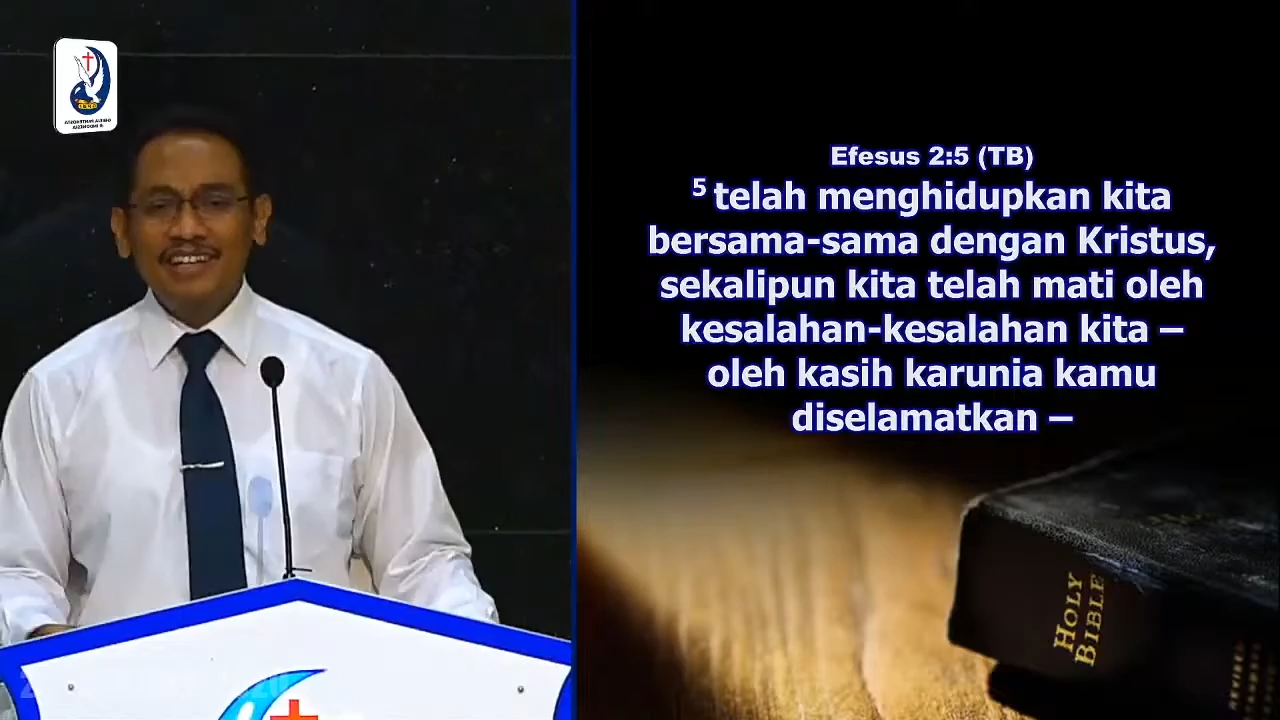 Efesus 2:5 (TB)
5 telah menghidupkan kita
bersama-sama dengan Kristus,
sekalipun kita telah mati oleh
kesalahan-kesalahan kita –
oleh kasih karunia kamu
diselamatkan –
HOLY
BIBLE